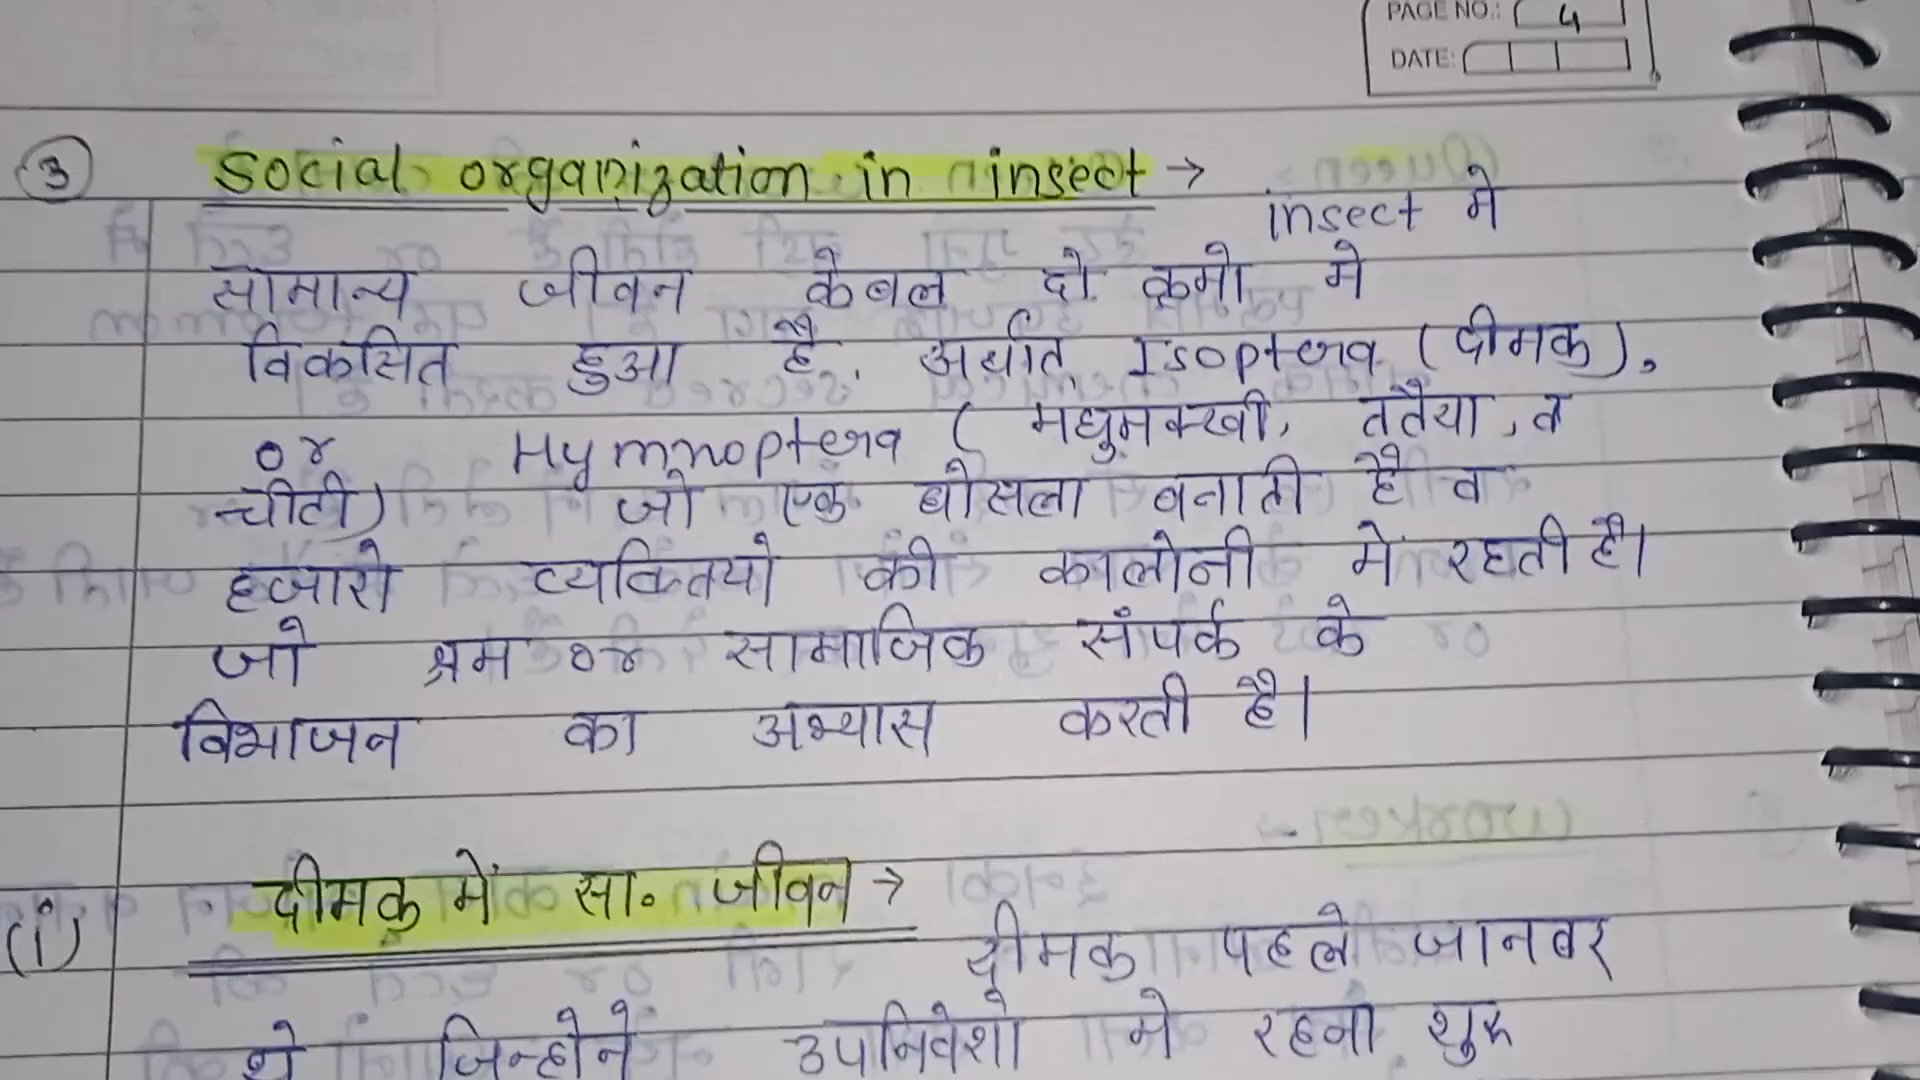 PAGE NO.: 4
DATE:
③ Social organization in insect →
insect मे
सामान्य जीवन केबल दो क्रमो मे
विकसित हुआ है, अर्थात Isoptera (दीमक),
or Hymnoptera ( मधुमक्खी, ततैया, व
चीटी) जो एक घोसला बनाती है व
हजारो व्यक्तियो की कालोनी में रहती है।
जो श्रम or सामाजिक संपर्क के
विभाजन का अभ्यास करती है।
(i) दीमक में सा० जीवन →
दीमक पहले जानवर
थे जिन्होने उपनिवेशो मे रहना शुरू